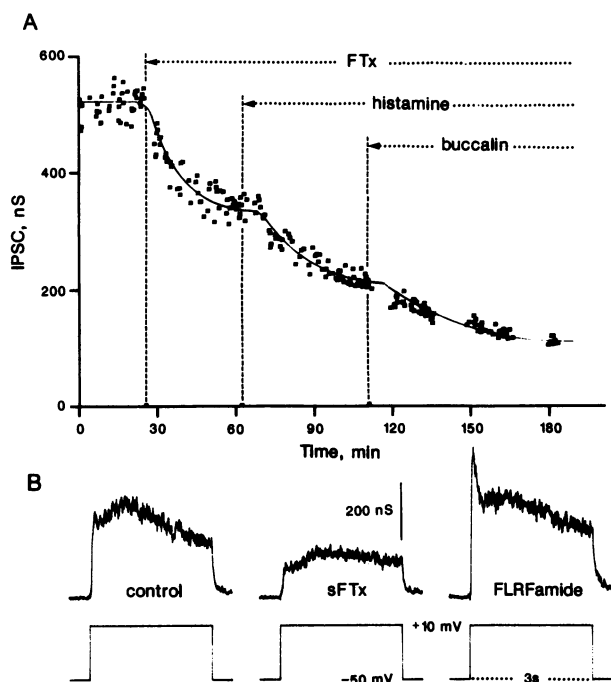 A
600
FTx
histamine
buccalin
400
IPSC, nS
200
0
0 30 60 90 120 150 180
Time, min
B
200 nS
control
sFTx
FLRFamide
+10 mV
−50 mV
3s